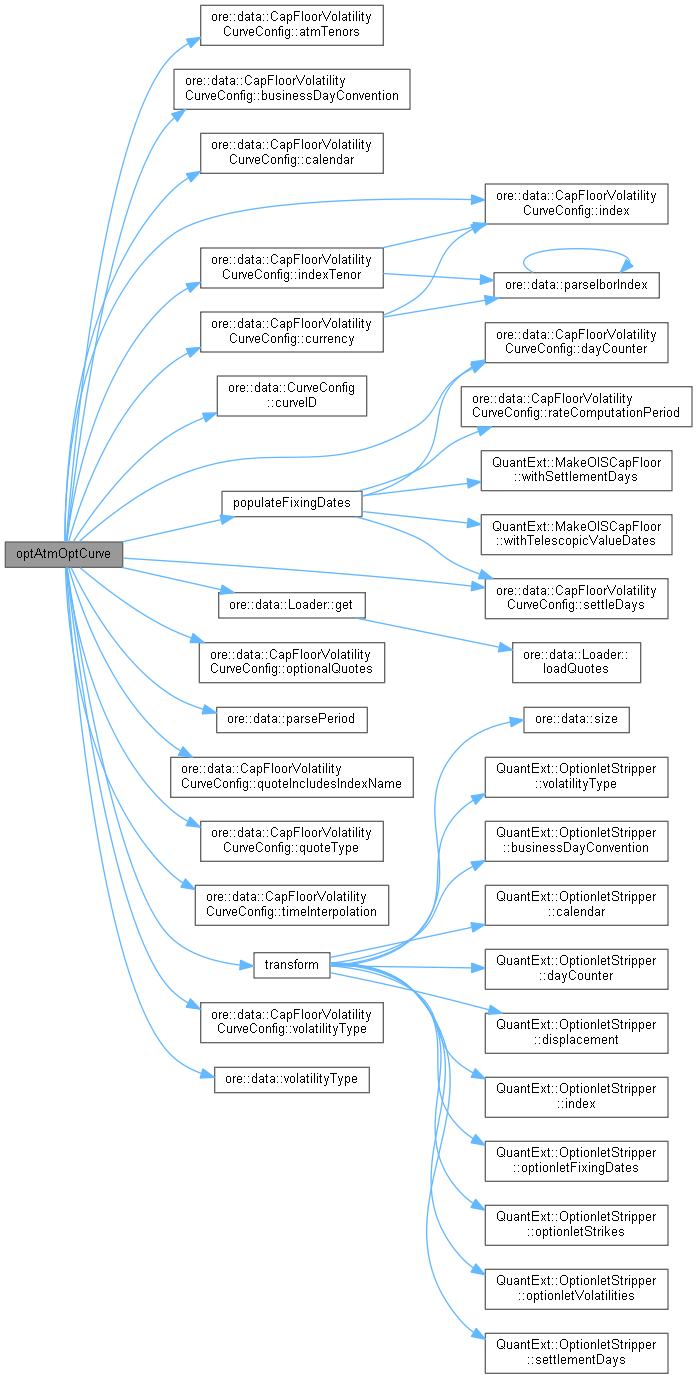 ore::data::CapFloorVolatility
CurveConfig::atmTenors
ore::data::CapFloorVolatility
CurveConfig::businessDayConvention
ore::data::CapFloorVolatility
CurveConfig::calendar
ore::data::CapFloorVolatility
CurveConfig::index
ore::data::CapFloorVolatility
CurveConfig::indexTenor
ore::data::parseIborIndex
ore::data::CapFloorVolatility
CurveConfig::currency
ore::data::CapFloorVolatility
CurveConfig::dayCounter
ore::data::CurveConfig
::curveID
ore::data::CapFloorVolatility
CurveConfig::rateComputationPeriod
populateFixingDates
QuantExt::MakeOISCapFloor
::withSettlementDays
QuantExt::MakeOISCapFloor
::withTelescopicValueDates
optAtmOptCurve
ore::data::Loader::get
ore::data::CapFloorVolatility
CurveConfig::settleDays
ore::data::CapFloorVolatility
CurveConfig::optionalQuotes
ore::data::Loader::
loadQuotes
ore::data::parsePeriod
ore::data::size
ore::data::CapFloorVolatility
CurveConfig::quoteIncludesIndexName
QuantExt::OptionletStripper
::volatilityType
ore::data::CapFloorVolatility
CurveConfig::quoteType
QuantExt::OptionletStripper
::businessDayConvention
ore::data::CapFloorVolatility
CurveConfig::timeInterpolation
QuantExt::OptionletStripper
::calendar
transform
QuantExt::OptionletStripper
::dayCounter
ore::data::CapFloorVolatility
CurveConfig::volatilityType
QuantExt::OptionletStripper
::displacement
ore::data::volatilityType
QuantExt::OptionletStripper
::index
QuantExt::OptionletStripper
::optionletFixingDates
QuantExt::OptionletStripper
::optionletStrikes
QuantExt::OptionletStripper
::optionletVolatilities
QuantExt::OptionletStripper
::settlementDays